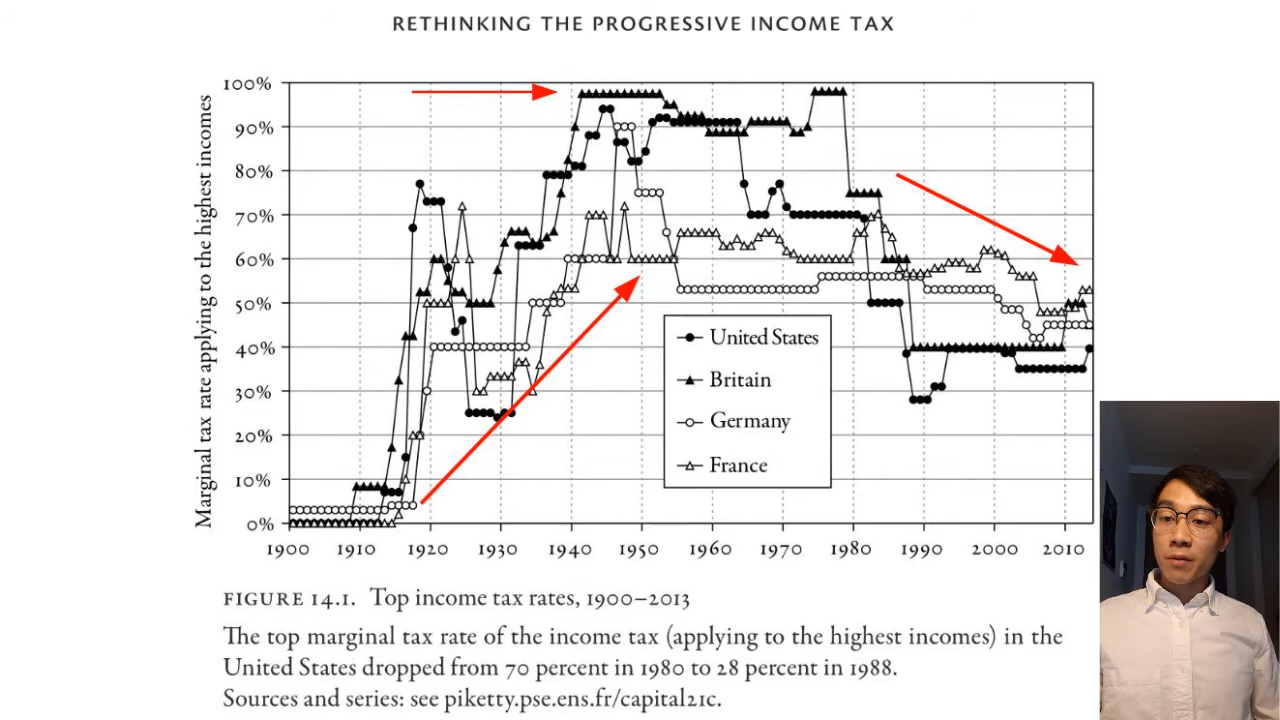 RETHINKING THE PROGRESSIVE INCOME TAX
Marginal tax rate applying to the highest incomes
100%
90%
80%
70%
60%
50%
40%
30%
20%
10%
0%
United States
Britain
Germany
France
1900 1910 1920 1930 1940 1950 1960 1970 1980 1990 2000 2010
FIGURE 14.1. Top income tax rates, 1900–2013
The top marginal tax rate of the income tax (applying to the highest incomes) in the
United States dropped from 70 percent in 1980 to 28 percent in 1988.
Sources and series: see piketty.pse.ens.fr/capital21c.